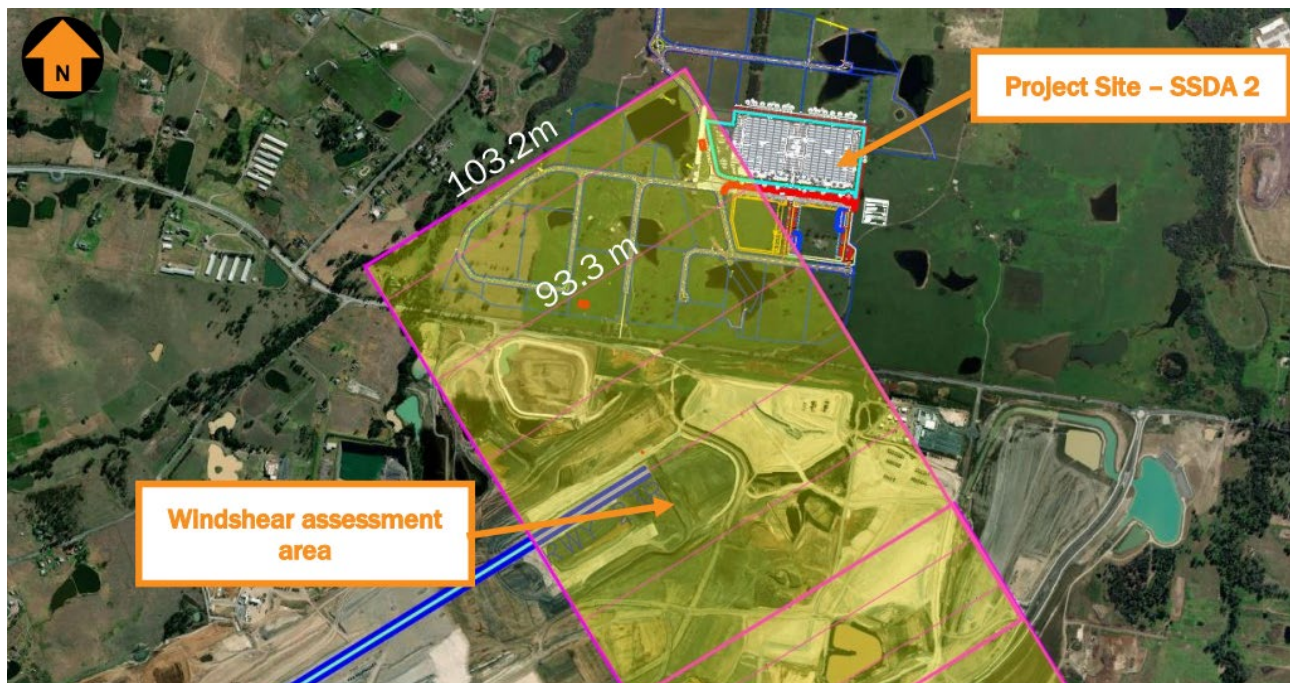 N
Project Site – SSDA 2
103.2m
93.3 m
Windshear assessment
area